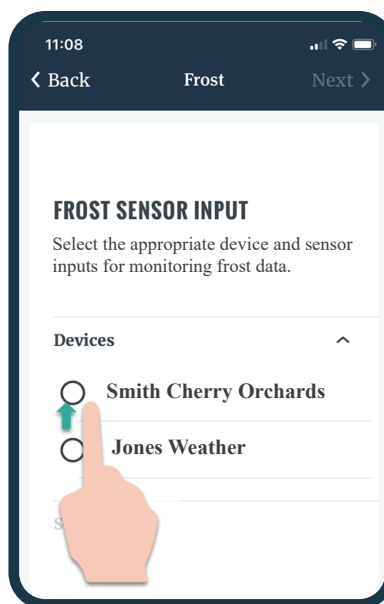 11:08
Back Frost Next
FROST SENSOR INPUT
Select the appropriate device and sensor
inputs for monitoring frost data.
Devices
Smith Cherry Orchards
Jones Weather